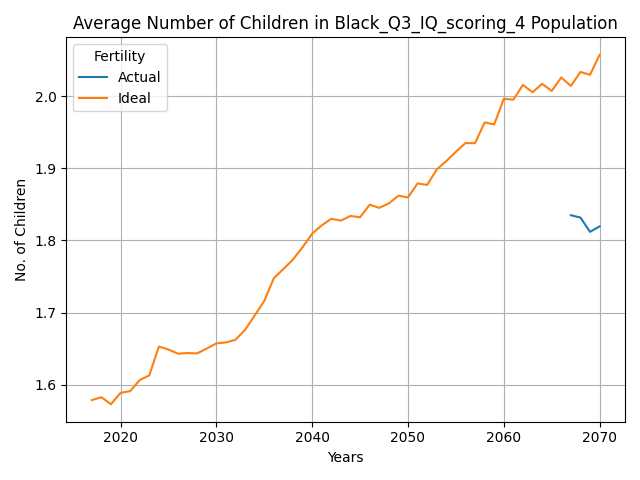 Average Number of Children in Black_Q3_IQ_scoring_4 Population
Fertility
Actual
Ideal
No. of Children
2.0
1.9
1.8
1.7
1.6
2020 2030 2040 2050 2060 2070
Years